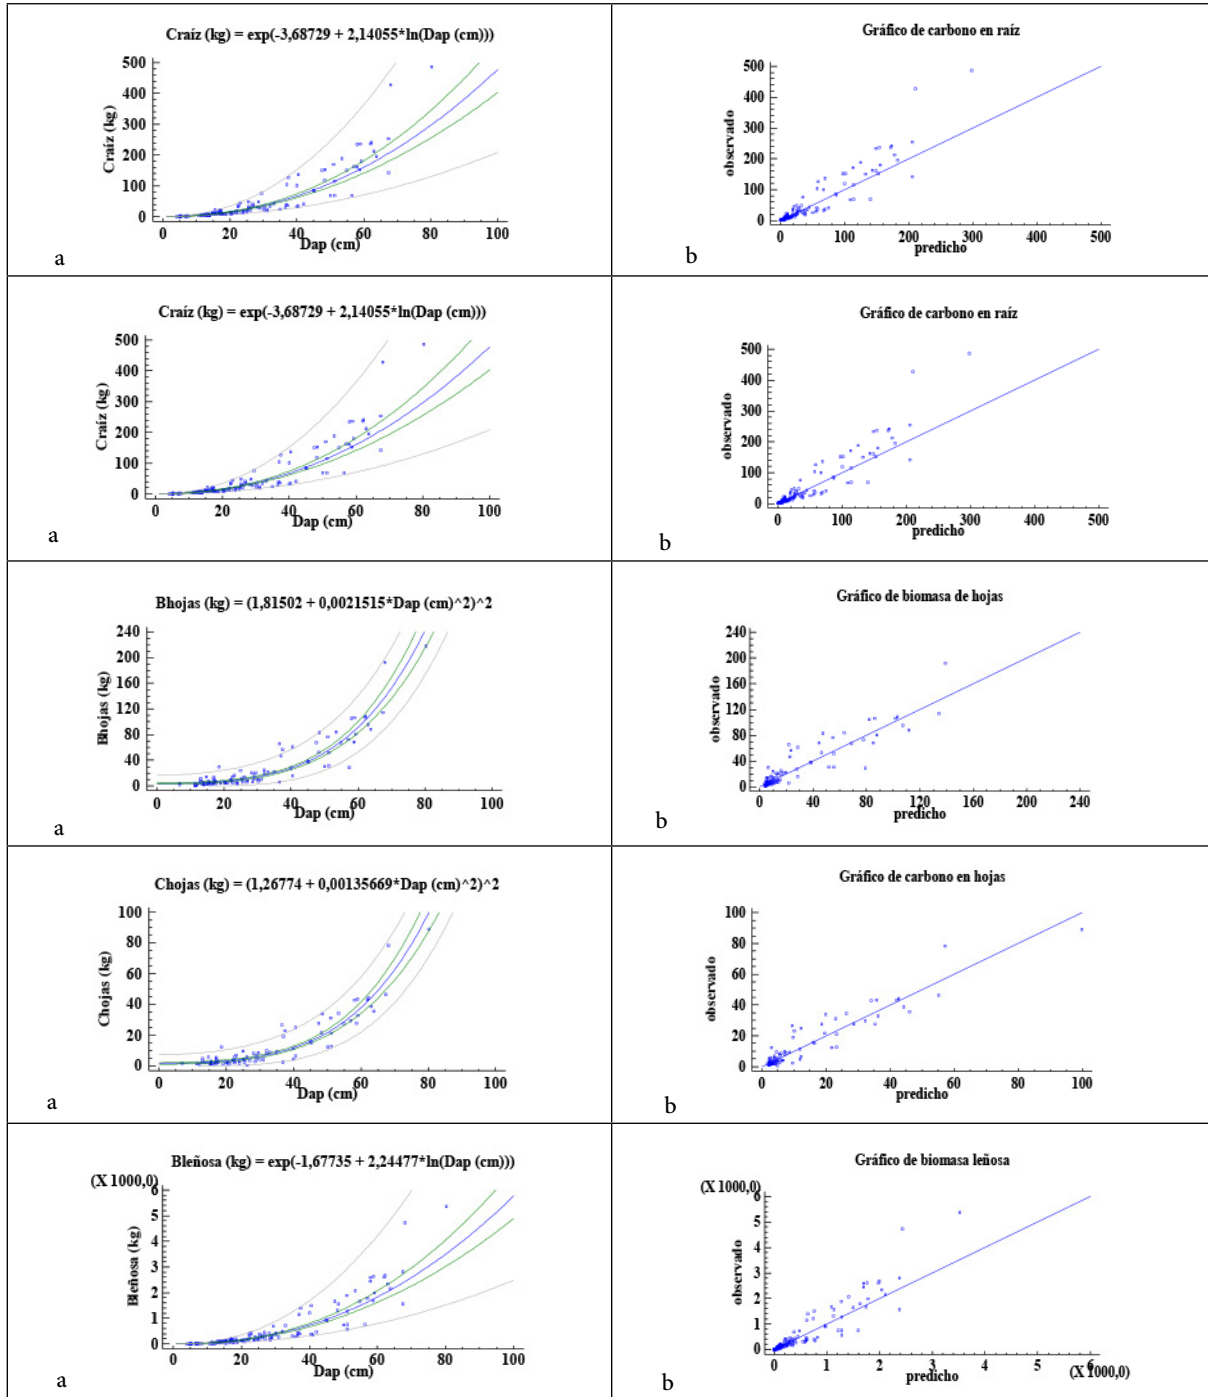 Craíz (kg) = exp(-3,68729 + 2,14055*ln(Dap (cm)))
500
400
300
200
100
0
Craíz (kg)
0 20 40 60 80 100
Dap (cm)
a
Gráfico de carbono en raíz
500
400
300
200
100
0
observado
0 100 200 300 400 500
predicho
b
Craíz (kg) = exp(-3,68729 + 2,14055*ln(Dap (cm)))
500
400
300
200
100
0
Craíz (kg)
0 20 40 60 80 100
Dap (cm)
a
Gráfico de carbono en raíz
500
400
300
200
100
0
observado
0 100 200 300 400 500
predicho
b
Bhojas (kg) = (1,81502 + 0,0021515*Dap (cm)^2)^2
240
200
160
120
80
40
0
Bhojas (kg)
0 20 40 60 80 100
Dap (cm)
a
Gráfico de biomasa de hojas
240
200
160
120
80
40
0
observado
0 40 80 120 160 200 240
predicho
b
Chojas (kg) = (1,26774 + 0,00135669*Dap (cm)^2)^2
100
80
60
40
20
0
Chojas (kg)
0 20 40 60 80 100
Dap (cm)
a
Gráfico de carbono en hojas
100
80
60
40
20
0
observado
0 20 40 60 80 100
predicho
b
Bleñosa (kg) = exp(-1,67735 + 2,24477*ln(Dap (cm)))
(X 1000,0)
6
5
4
3
2
1
0
Bleñosa (kg)
0 20 40 60 80 100
Dap (cm)
a
Gráfico de biomasa leñosa
(X 1000,0)
6
5
4
3
2
1
0
observado
0 1 2 3 4 5 6
(X 1000,0)
predicho
b